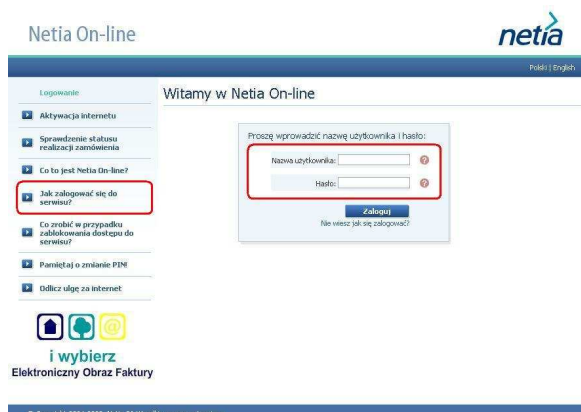 Netia On-line
netia
Polski | English
Logowanie
Witamy w Netia On-line
Aktywacja internetu
Sprawdzenie statusu
realizacji zamówienia
Co to jest Netia On-line?
Jak zalogować się do
serwisu?
Co zrobić w przypadku
zablokowania dostępu do
serwisu?
Pamiętaj o zmianie PIN!
Odlicz ulgę za internet
Proszę wprowadzić nazwę użytkownika i hasło:
Nazwa użytkownika:
?
Hasło:
?
Zaloguj
Nie wiesz jak się zalogować?
@
i wybierz
Elektroniczny Obraz Faktury